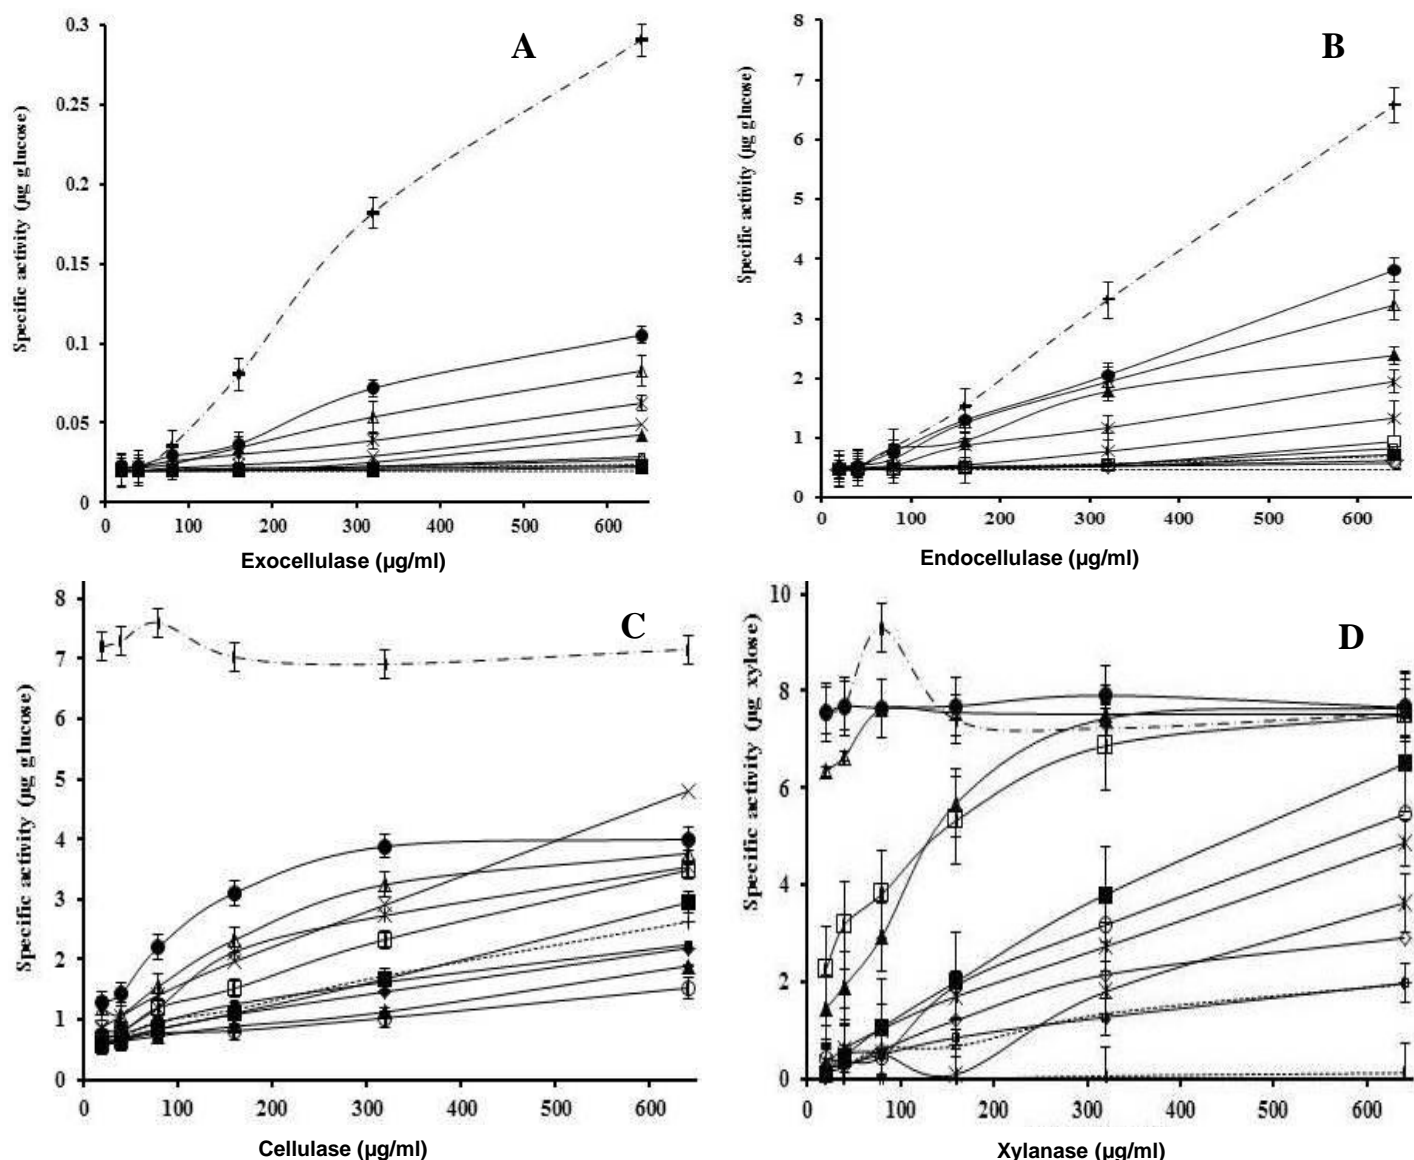 A
0.3
0.25
0.2
0.15
0.1
0.05
0
Specific activity (µg glucose)
0 100 200 300 400 500 600
Exocellulase (µg/ml)
B
8
7
6
5
4
3
2
1
0
Specific activity (µg glucose)
0 100 200 300 400 500 600
Endocellulase (µg/ml)
C
8
7
6
5
4
3
2
1
0
Specific activity (µg glucose)
0 100 200 300 400 500 600
Cellulase (µg/ml)
D
10
8
6
4
2
0
Specific activity (µg xylose)
0 100 200 300 400 500 600
Xylanase (µg/ml)